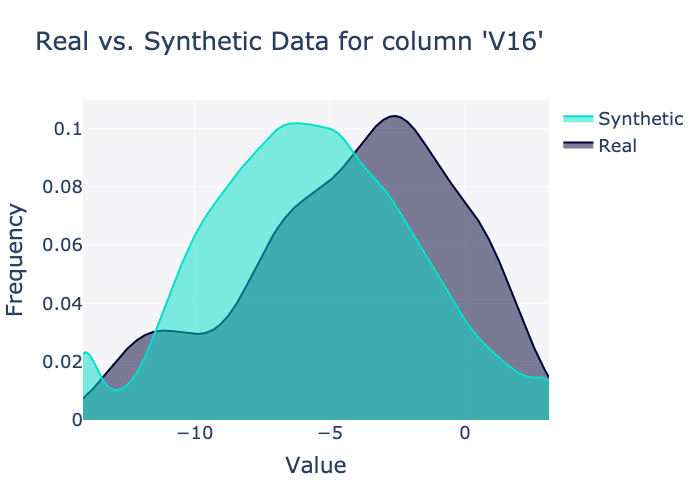 Real vs. Synthetic Data for column 'V16'
Synthetic
Real
0.1
0.08
0.06
0.04
0.02
0
Frequency
−10
−5
0
Value